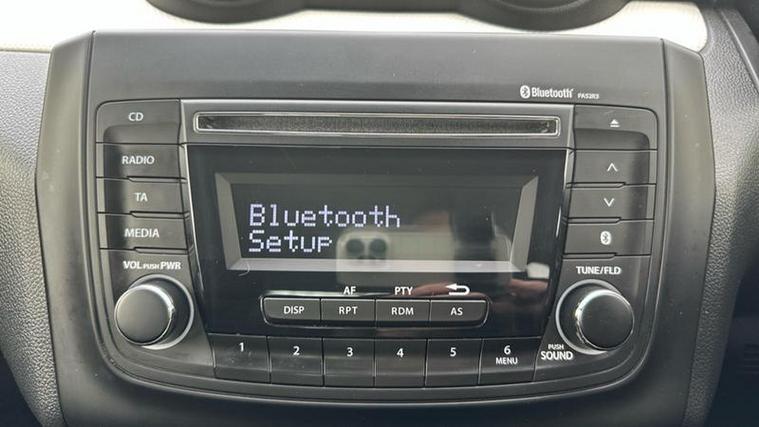 Bluetooth PA52R3
CD
RADIO
TA
MEDIA
VOL PUSH PWR
Bluetooth
Setup
AF PTY
DISP RPT RDM AS
TUNE/FLD
1 2 3 4 5 6
MENU
PUSH
SOUND